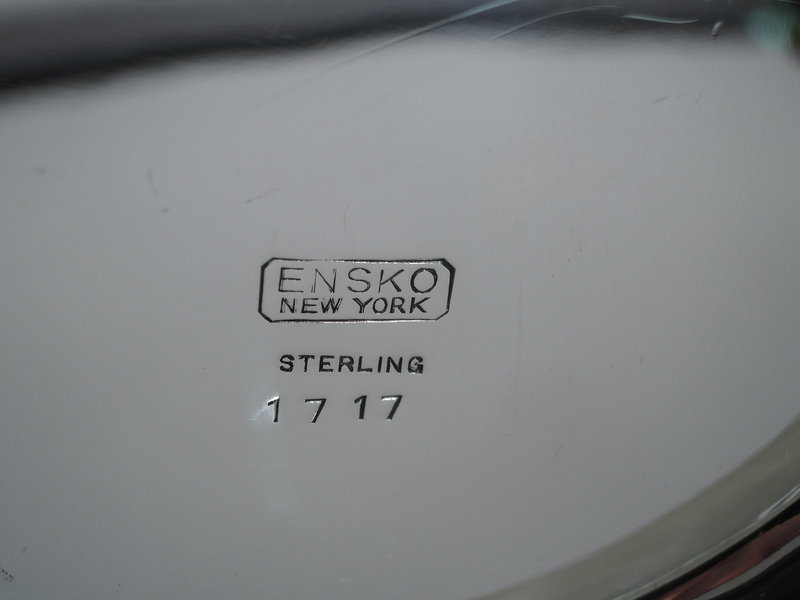 ENSKO
NEW YORK
STERLING
1717